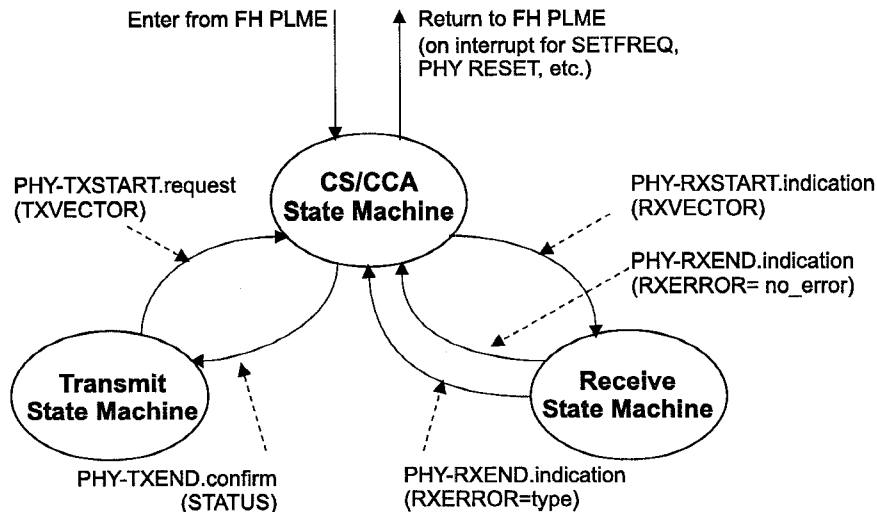 Enter from FH PLME
Return to FH PLME
(on interrupt for SETFREQ,
PHY RESET, etc.)
CS/CCA
State Machine
PHY-TXSTART.request
(TXVECTOR)
PHY-RXSTART.indication
(RXVECTOR)
PHY-RXEND.indication
(RXERROR= no_error)
Transmit
State Machine
Receive
State Machine
PHY-TXEND.confirm
(STATUS)
PHY-RXEND.indication
(RXERROR=type)